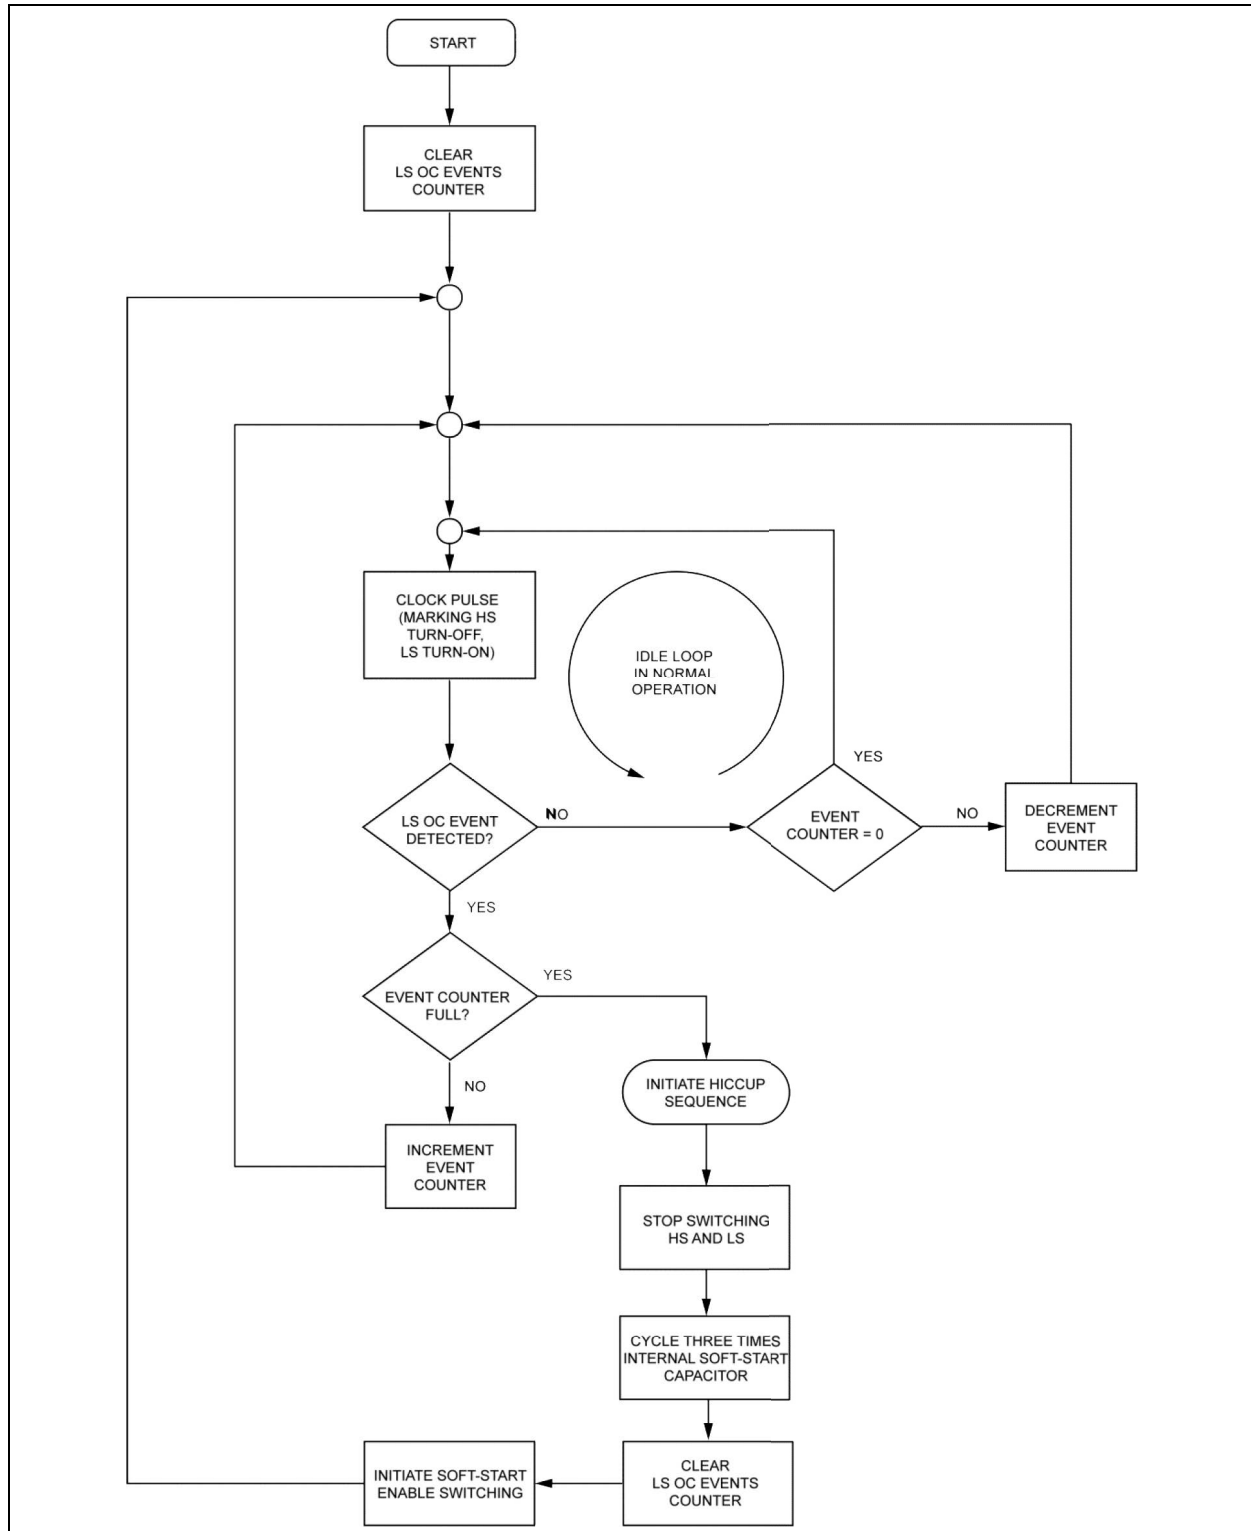 START
CLEAR
LS OC EVENTS
COUNTER
CLOCK PULSE
(MARKING HS
TURN-OFF,
LS TURN-ON)
IDLE LOOP
IN NORMAL
OPERATION
LS OC EVENT
DETECTED?
NO
YES
EVENT
COUNTER = 0
NO
DECREMENT
EVENT
COUNTER
YES
EVENT COUNTER
FULL?
YES
NO
INITIATE HICCUP
SEQUENCE
INCREMENT
EVENT
COUNTER
STOP SWITCHING
HS AND LS
CYCLE THREE TIMES
INTERNAL SOFT-START
CAPACITOR
CLEAR
LS OC EVENTS
COUNTER
INITIATE SOFT-START
ENABLE SWITCHING